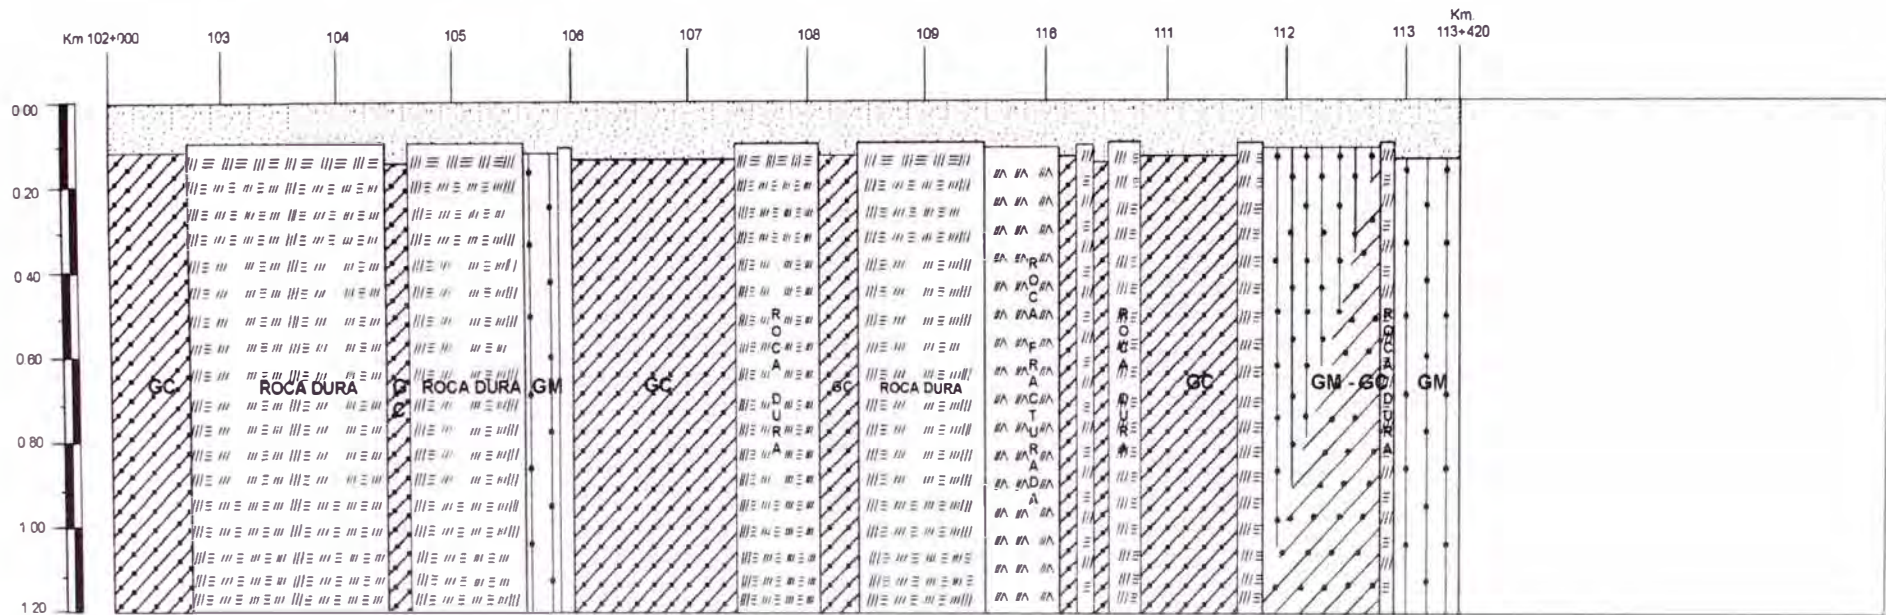 Km.
Km 102+000 103 104 105 106 107 108 109 116 111 112 113 113+420
0 00
0 20
0 40
0 60
0 80
1 00
1 20
GC ROCA DURA GC ROCA DURA GM GC ROCA DURA GC ROCA DURA ROCA FRACTURADA ROCA DURA GC GM - GC ROCA DURA GM